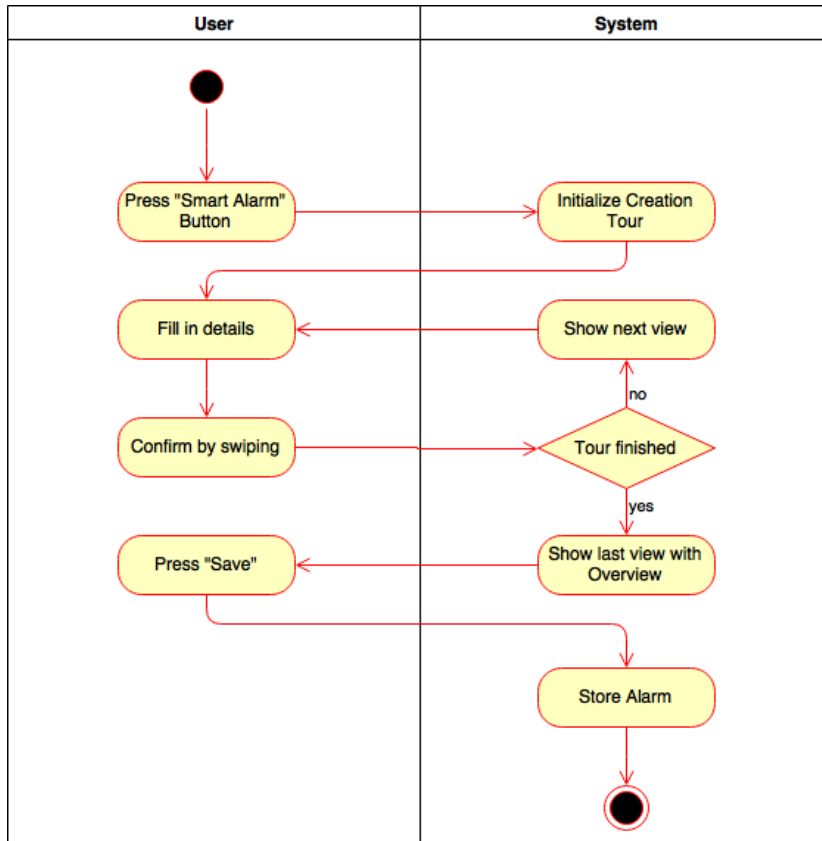 User
System
Press "Smart Alarm"
Button
Initialize Creation
Tour
Fill in details
Show next view
no
Confirm by swiping
Tour finished
yes
Press "Save"
Show last view with
Overview
Store Alarm